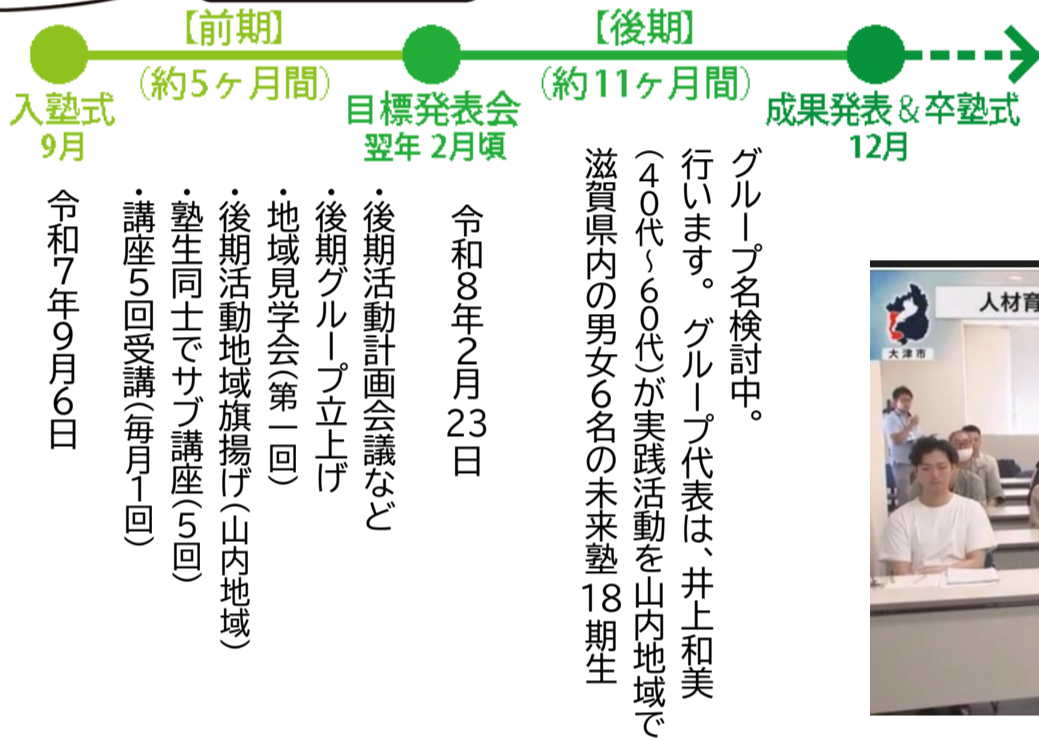 【前期】
(約5ヶ月間)
【後期】
(約11ヶ月間)
入塾式
9月
目標発表会
翌年 2月頃
成果発表&卒塾式
12月
令和7年9月6日
・講座5回受講(毎月1回)
・塾生同士でサブ講座(5回)
・後期活動地域旗揚げ(山内地域)
・地域見学会(第一回)
・後期グループ立上げ
・後期活動計画会議など
令和8年2月23日
滋賀県内の男女6名の未来塾18期生
(40代~60代)が実践活動を山内地域で
行います。グループ代表は、井上和美
グループ名検討中。
人材育
大津市